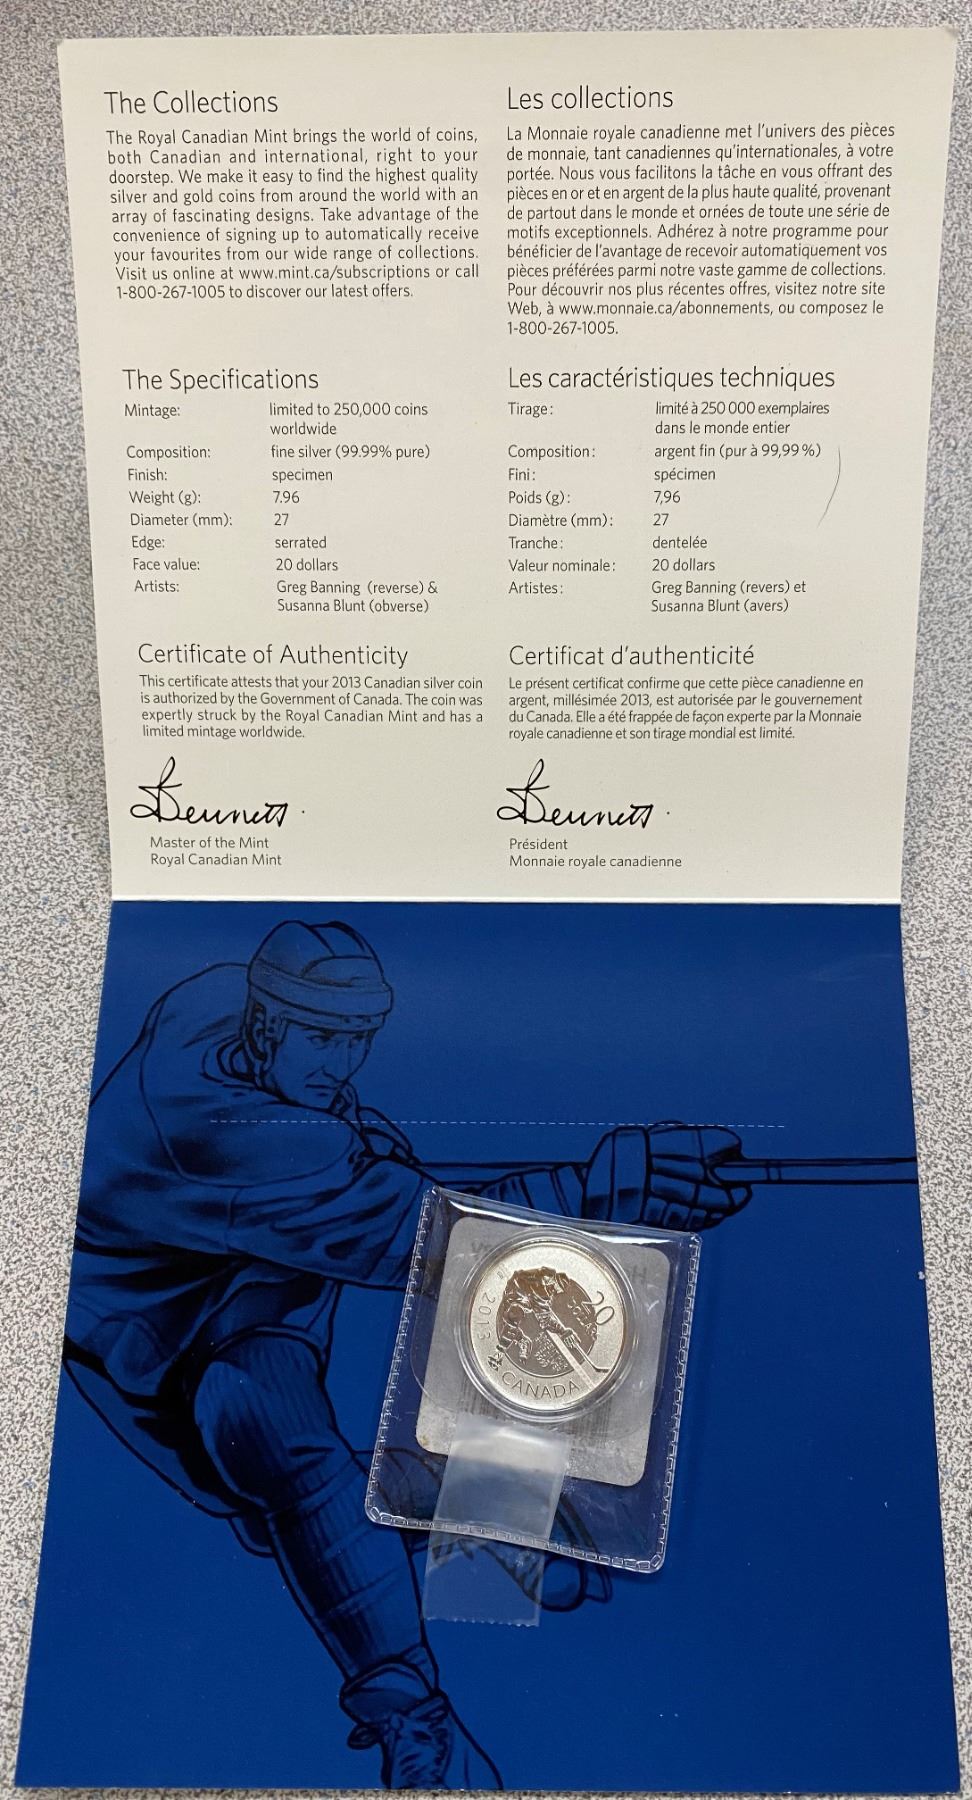 The Collections
The Royal Canadian Mint brings the world of coins,
both Canadian and international, right to your
doorstep. We make it easy to find the highest quality
silver and gold coins from around the world with an
array of fascinating designs. Take advantage of the
convenience of signing up to automatically receive
your favourites from our wide range of collections.
Visit us online at www.mint.ca/subscriptions or call
1-800-267-1005 to discover our latest offers.
Les collections
La Monnaie royale canadienne met l'univers des pièces
de monnaie, tant canadiennes qu'internationales, à votre
portée. Nous vous facilitons la tâche en vous offrant des
pièces en or et en argent de la plus haute qualité, provenant
de partout dans le monde et ornées de toute une série de
motifs exceptionnels. Adhérez à notre programme pour
bénéficier de l'avantage de recevoir automatiquement vos
pièces préférées parmi notre vaste gamme de collections.
Pour découvrir nos plus récentes offres, visitez notre site
Web, à www.monnaie.ca/abonnements, ou composez le
1-800-267-1005.
The Specifications
Mintage: limited to 250,000 coins
worldwide
Composition: fine silver (99.99% pure)
Finish: specimen
Weight (g): 7.96
Diameter (mm): 27
Edge: serrated
Face value: 20 dollars
Artists: Greg Banning (reverse) &
Susanna Blunt (obverse)
Les caractéristiques techniques
Tirage: limité à 250 000 exemplaires
dans le monde entier
Composition: argent fin (pur à 99,99 %)
Fini: spécimen
Poids (g): 7,96
Diamètre (mm): 27
Tranche: dentelée
Valeur nominale: 20 dollars
Artistes: Greg Banning (revers) et
Susanna Blunt (avers)
Certificate of Authenticity
This certificate attests that your 2013 Canadian silver coin
is authorized by the Government of Canada. The coin was
expertly struck by the Royal Canadian Mint and has a
limited mintage worldwide.
Bennett
Master of the Mint
Royal Canadian Mint
Certificat d'authenticité
Le présent certificat confirme que cette pièce canadienne en
argent, millésimée 2013, est autorisée par le gouvernement
du Canada. Elle a été frappée de façon experte par la Monnaie
royale canadienne et son tirage mondial est limité.
Bennett
Président
Monnaie royale canadienne
2013
20
DOLLARS
CANADA